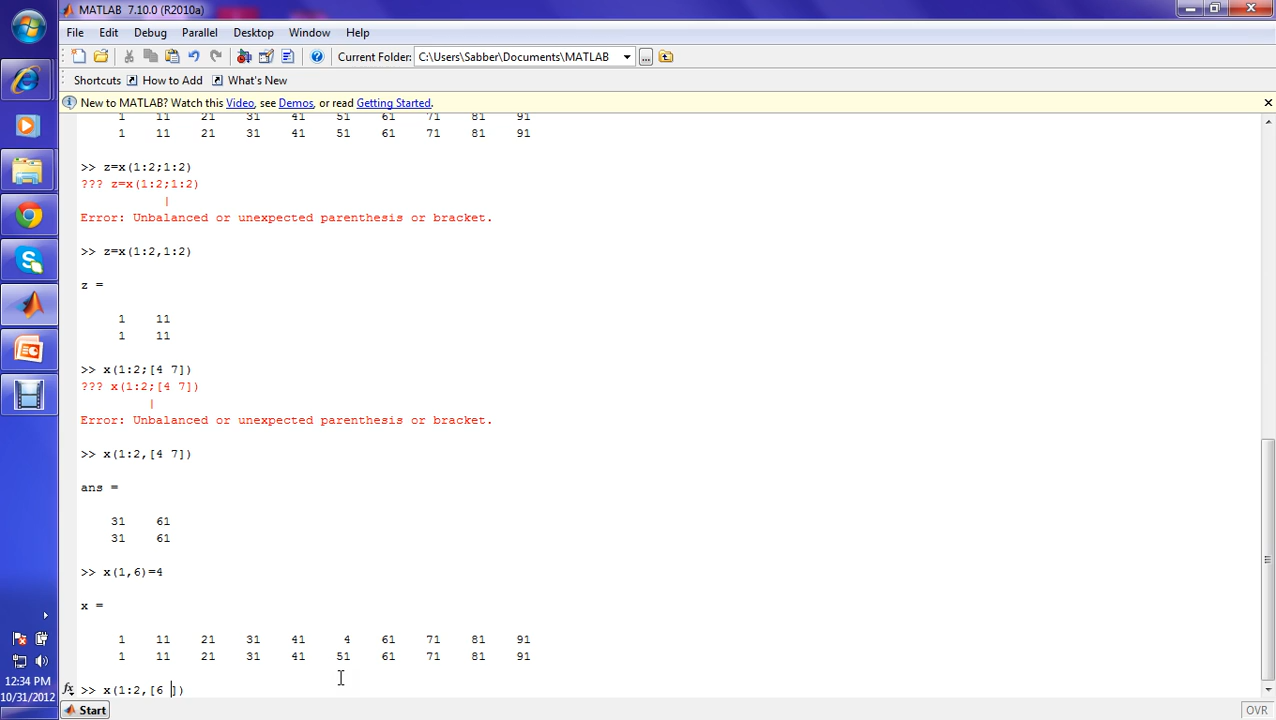 MATLAB 7.10.0 (R2010a)
File Edit Debug Parallel Desktop Window Help
Current Folder: C:\Users\Sabber\Documents\MATLAB ...
Shortcuts How to Add What's New
New to MATLAB? Watch this Video, see Demos, or read Getting Started.
1 11 21 31 41 51 61 71 81 91
1 11 21 31 41 51 61 71 81 91
>> z=x(1:2;1:2)
??? z=x(1:2;1:2)
|
Error: Unbalanced or unexpected parenthesis or bracket.
>> z=x(1:2,1:2)
z =
1 11
1 11
>> x(1:2;[4 7])
??? x(1:2;[4 7])
|
Error: Unbalanced or unexpected parenthesis or bracket.
>> x(1:2,[4 7])
ans =
31 61
31 61
>> x(1,6)=4
x =
1 11 21 31 41 4 61 71 81 91
1 11 21 31 41 51 61 71 81 91
fx >> x(1:2,[6 ])
Start
OVR
12:34 PM
10/31/2012